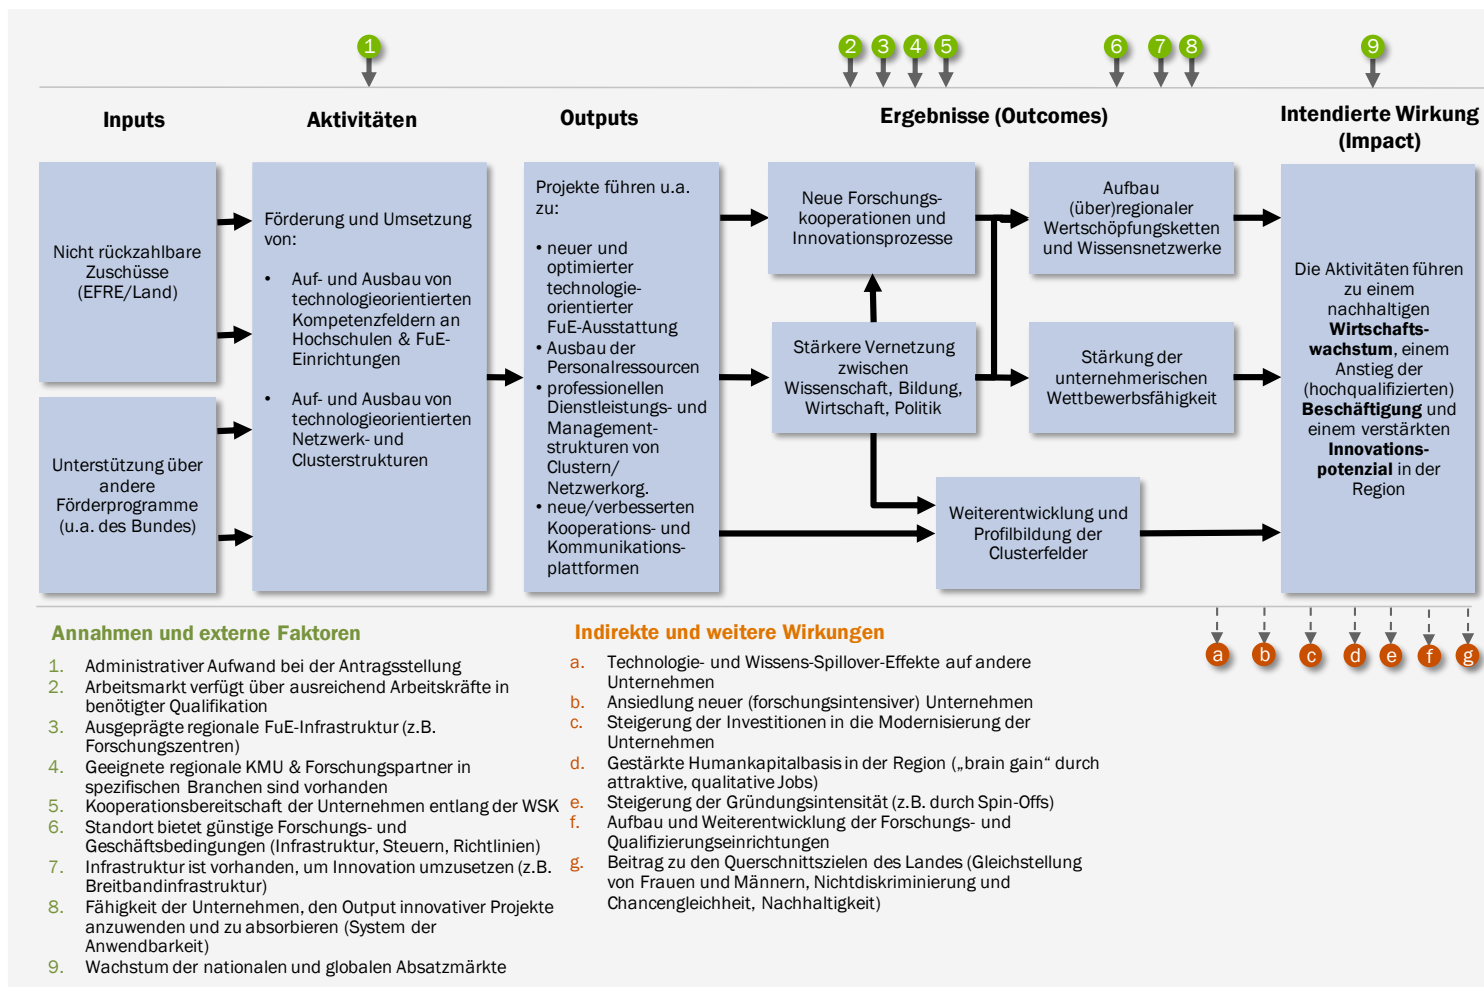 1
2
3
4
5
6
7
8
9
Inputs
Aktivitäten
Outputs
Ergebnisse (Outcomes)
Intendierte Wirkung
(Impact)
Nicht rückzahlbare
Zuschüsse
(EFRE/Land)
Unterstützung über
andere
Förderprogramme
(u.a. des Bundes)
Förderung und Umsetzung
von:
• Auf- und Ausbau von
technologieorientierten
Kompetenzfeldern an
Hochschulen & FuE-
Einrichtungen
• Auf- und Ausbau von
technologieorientierten
Netzwerk- und
Clusterstrukturen
Projekte führen u.a.
zu:
• neuer und
optimierter
technologie-
orientierter
FuE-Ausstattung
• Ausbau der
Personalressourcen
• professionellen
Dienstleistungs- und
Management-
strukturen von
Clustern/
Netzwerkorg.
• neue/verbesserten
Kooperations- und
Kommunikations-
plattformen
Neue Forschungs-
kooperationen und
Innovationsprozesse
Stärkere Vernetzung
zwischen
Wissenschaft, Bildung,
Wirtschaft, Politik
Aufbau
(über)regionaler
Wertschöpfungsketten
und Wissensnetzwerke
Stärkung der
unternehmerischen
Wettbewerbsfähigkeit
Weiterentwicklung und
Profilbildung der
Clusterfelder
Die Aktivitäten führen
zu einem
nachhaltigen
Wirtschafts-
wachstum, einem
Anstieg der
(hochqualifizierten)
Beschäftigung und
einem verstärkten
Innovations-
potenzial in der
Region
a
b
c
d
e
f
g
Annahmen und externe Faktoren
1. Administrativer Aufwand bei der Antragsstellung
2. Arbeitsmarkt verfügt über ausreichend Arbeitskräfte in
benötigter Qualifikation
3. Ausgeprägte regionale FuE-Infrastruktur (z.B.
Forschungszentren)
4. Geeignete regionale KMU & Forschungspartner in
spezifischen Branchen sind vorhanden
5. Kooperationsbereitschaft der Unternehmen entlang der WSK
6. Standort bietet günstige Forschungs- und
Geschäftsbedingungen (Infrastruktur, Steuern, Richtlinien)
7. Infrastruktur ist vorhanden, um Innovation umzusetzen (z.B.
Breitbandinfrastruktur)
8. Fähigkeit der Unternehmen, den Output innovativer Projekte
anzuwenden und zu absorbieren (System der
Anwendbarkeit)
9. Wachstum der nationalen und globalen Absatzmärkte
Indirekte und weitere Wirkungen
a. Technologie- und Wissens-Spillover-Effekte auf andere
Unternehmen
b. Ansiedlung neuer (forschungsintensiver) Unternehmen
c. Steigerung der Investitionen in die Modernisierung der
Unternehmen
d. Gestärkte Humankapitalbasis in der Region („brain gain“ durch
attraktive, qualitative Jobs)
e. Steigerung der Gründungsintensität (z.B. durch Spin-Offs)
f. Aufbau und Weiterentwicklung der Forschungs- und
Qualifizierungseinrichtungen
g. Beitrag zu den Querschnittszielen des Landes (Gleichstellung
von Frauen und Männern, Nichtdiskriminierung und
Chancengleichheit, Nachhaltigkeit)